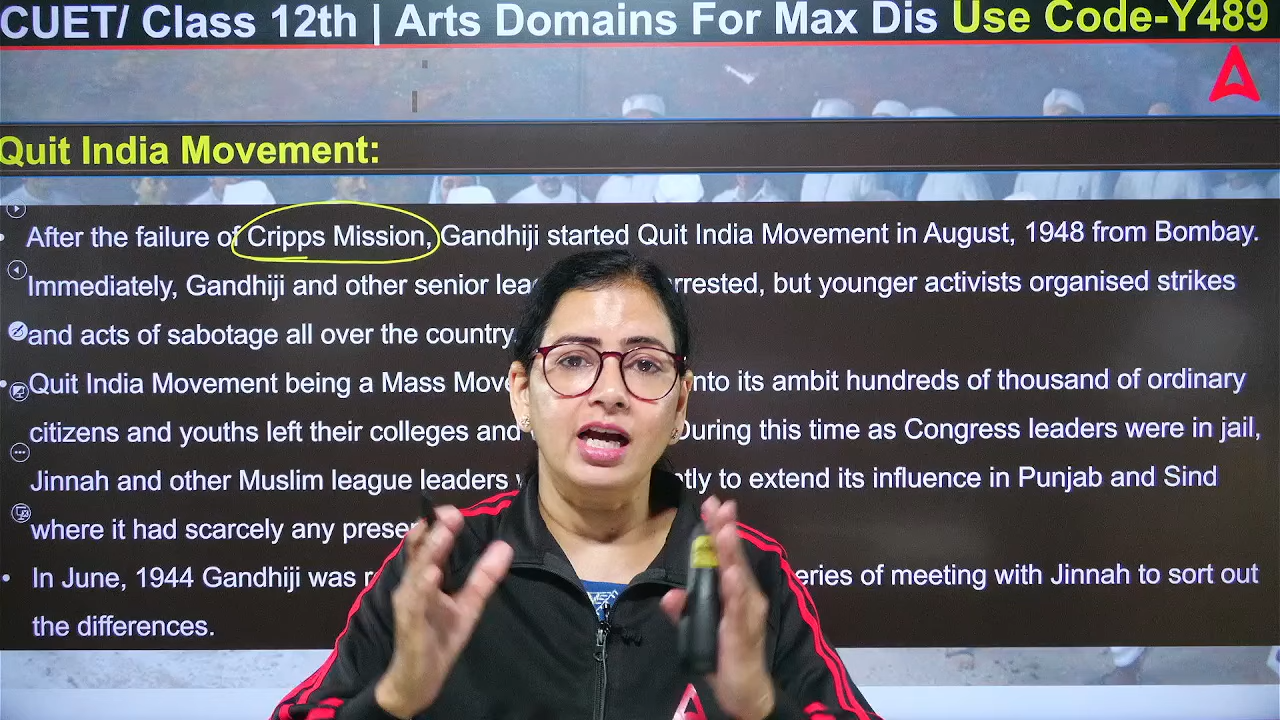 CUET/ Class 12th | Arts Domains For Max Dis Use Code-Y489
Quit India Movement:
After the failure of Cripps Mission, Gandhiji started Quit India Movement in August, 1948 from Bombay.
Immediately, Gandhiji and other senior lea rrested, but younger activists organised strikes
and acts of sabotage all over the country
• Quit India Movement being a Mass Move nto its ambit hundreds of thousand of ordinary
citizens and youths left their colleges and During this time as Congress leaders were in jail,
Jinnah and other Muslim league leaders tly to extend its influence in Punjab and Sind
where it had scarcely any prese
• In June, 1944 Gandhiji was r eries of meeting with Jinnah to sort out
the differences.